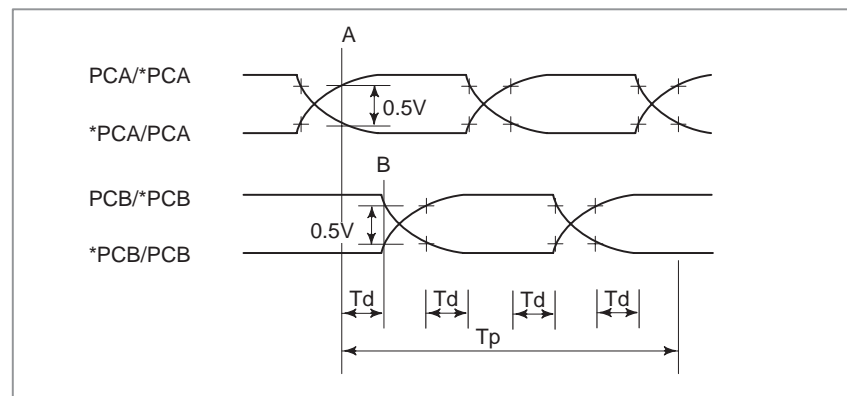 A
PCA/*PCA
0.5V
*PCA/PCA
B
PCB/*PCB
0.5V
*PCB/PCB
Td Td Td Td
Tp